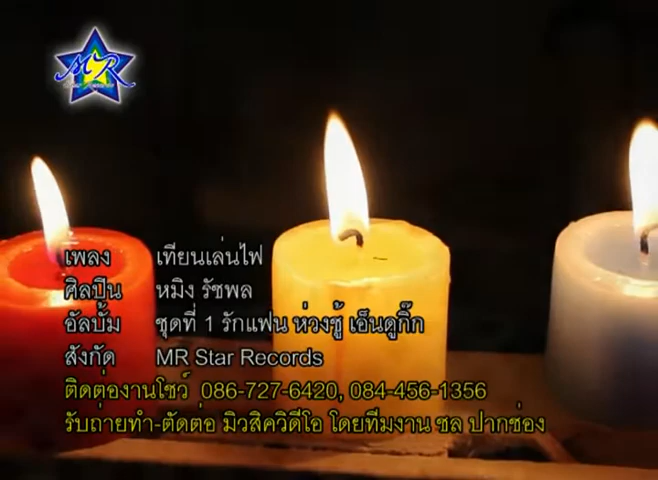 MR
เพลง เทียนเล่นไฟ
ศิลปิน หมิง รัชพล
อัลบั้ม ชุดที่ 1 รักแฟน ห่วงชู้ เอ็นดูกิ๊ก
สังกัด MR Star Records
ติดต่องานโชว์ 086-727-6420, 084-456-1356
รับถ่ายทำ-ตัดต่อ มิวสิควิดีโอ โดยทีมงาน ชล ปากช่อง